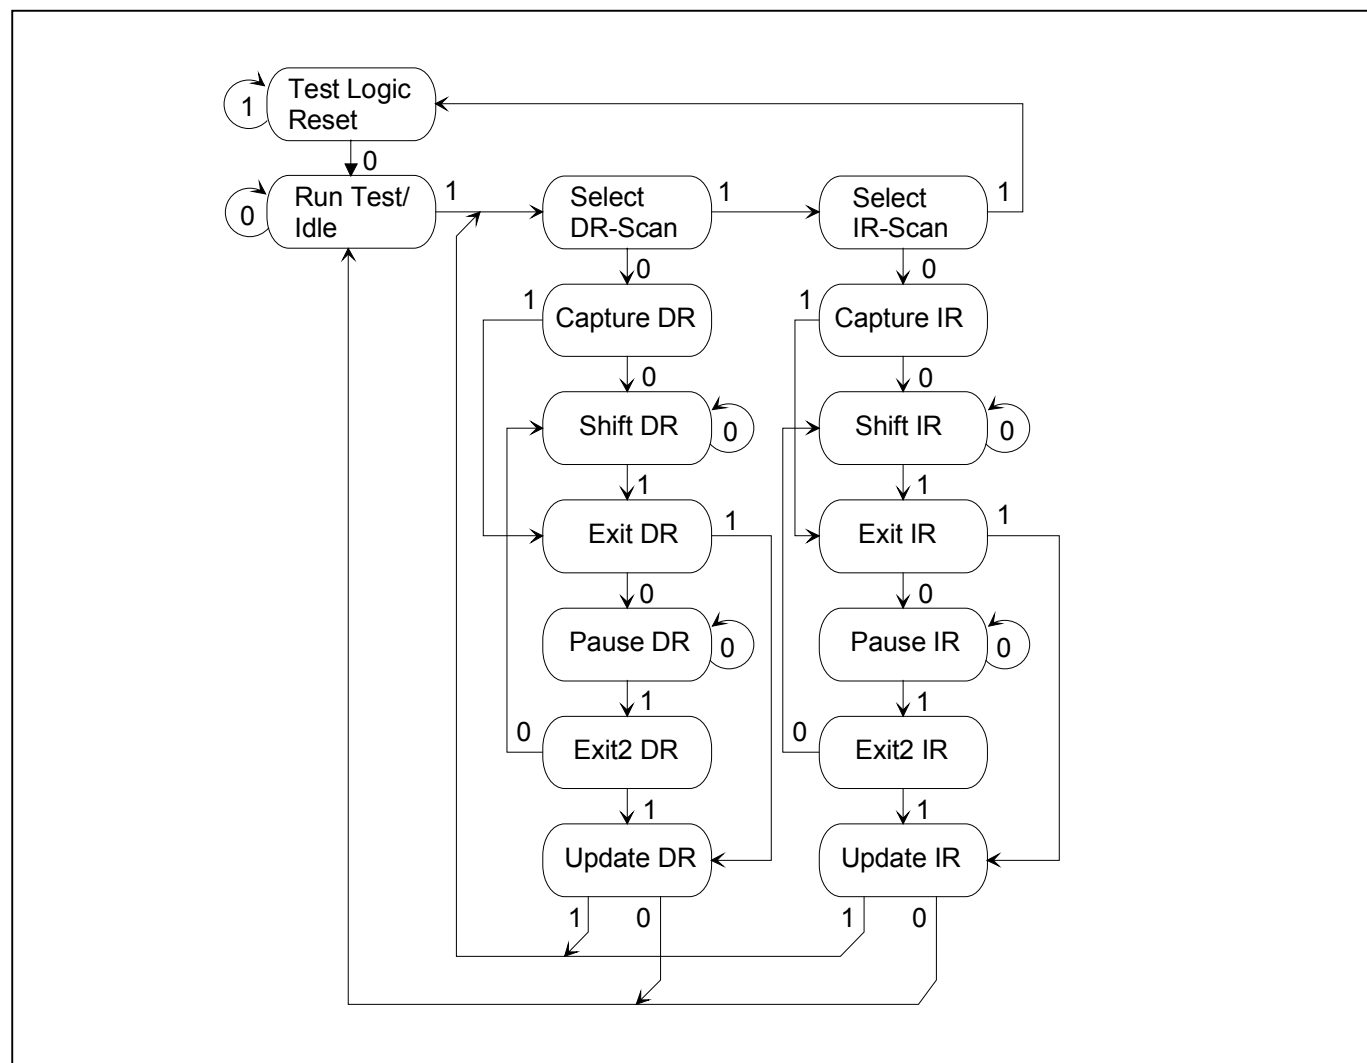 Test Logic
Reset
1
0
Run Test/
Idle
0
1
Select
DR-Scan
1
Select
IR-Scan
1
0
0
1
Capture DR
1
Capture IR
0
0
Shift DR
0
Shift IR
0
1
1
Exit DR
1
Exit IR
1
0
0
Pause DR
0
Pause IR
0
1
1
0
Exit2 DR
0
Exit2 IR
1
1
Update DR
Update IR
1
0
1
0